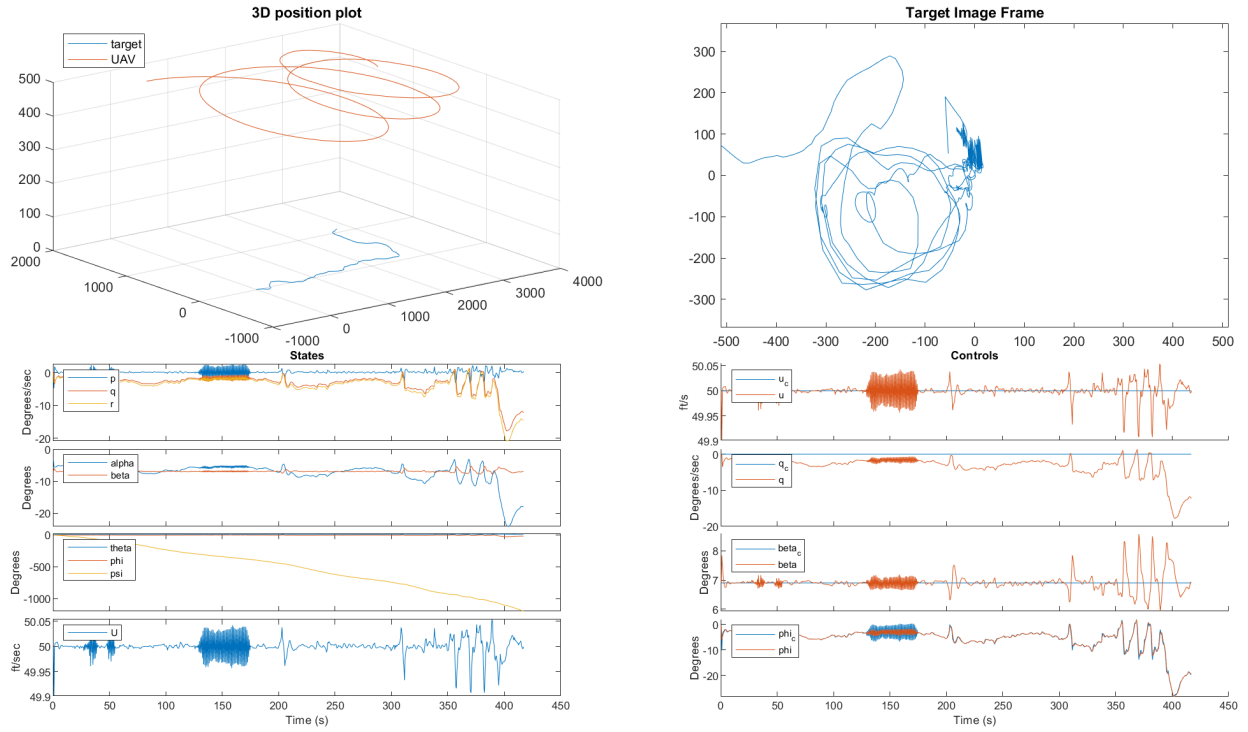 3D position plot
target
UAV
500
400
300
200
100
0
2000
1000
0
-1000
-1000
0
1000
2000
3000
4000
Target Image Frame
300
200
100
0
-100
-200
-300
-500
-400
-300
-200
-100
0
100
200
300
400
500
States
Degrees/sec
0
-10
-20
p
q
r
Degrees
0
-10
-20
alpha
beta
Degrees
0
-500
-1000
theta
phi
psi
ft/sec
50.05
50
49.95
49.9
U
0 50 100 150 200 250 300 350 400 450
Time (s)
Controls
ft/s
50.05
50
49.95
49.9
u_c
u
Degrees/sec
0
-10
-20
q_c
q
Degrees
8
7
6
beta_c
beta
Degrees
0
-10
-20
phi_c
phi
0 50 100 150 200 250 300 350 400 450
Time (s)